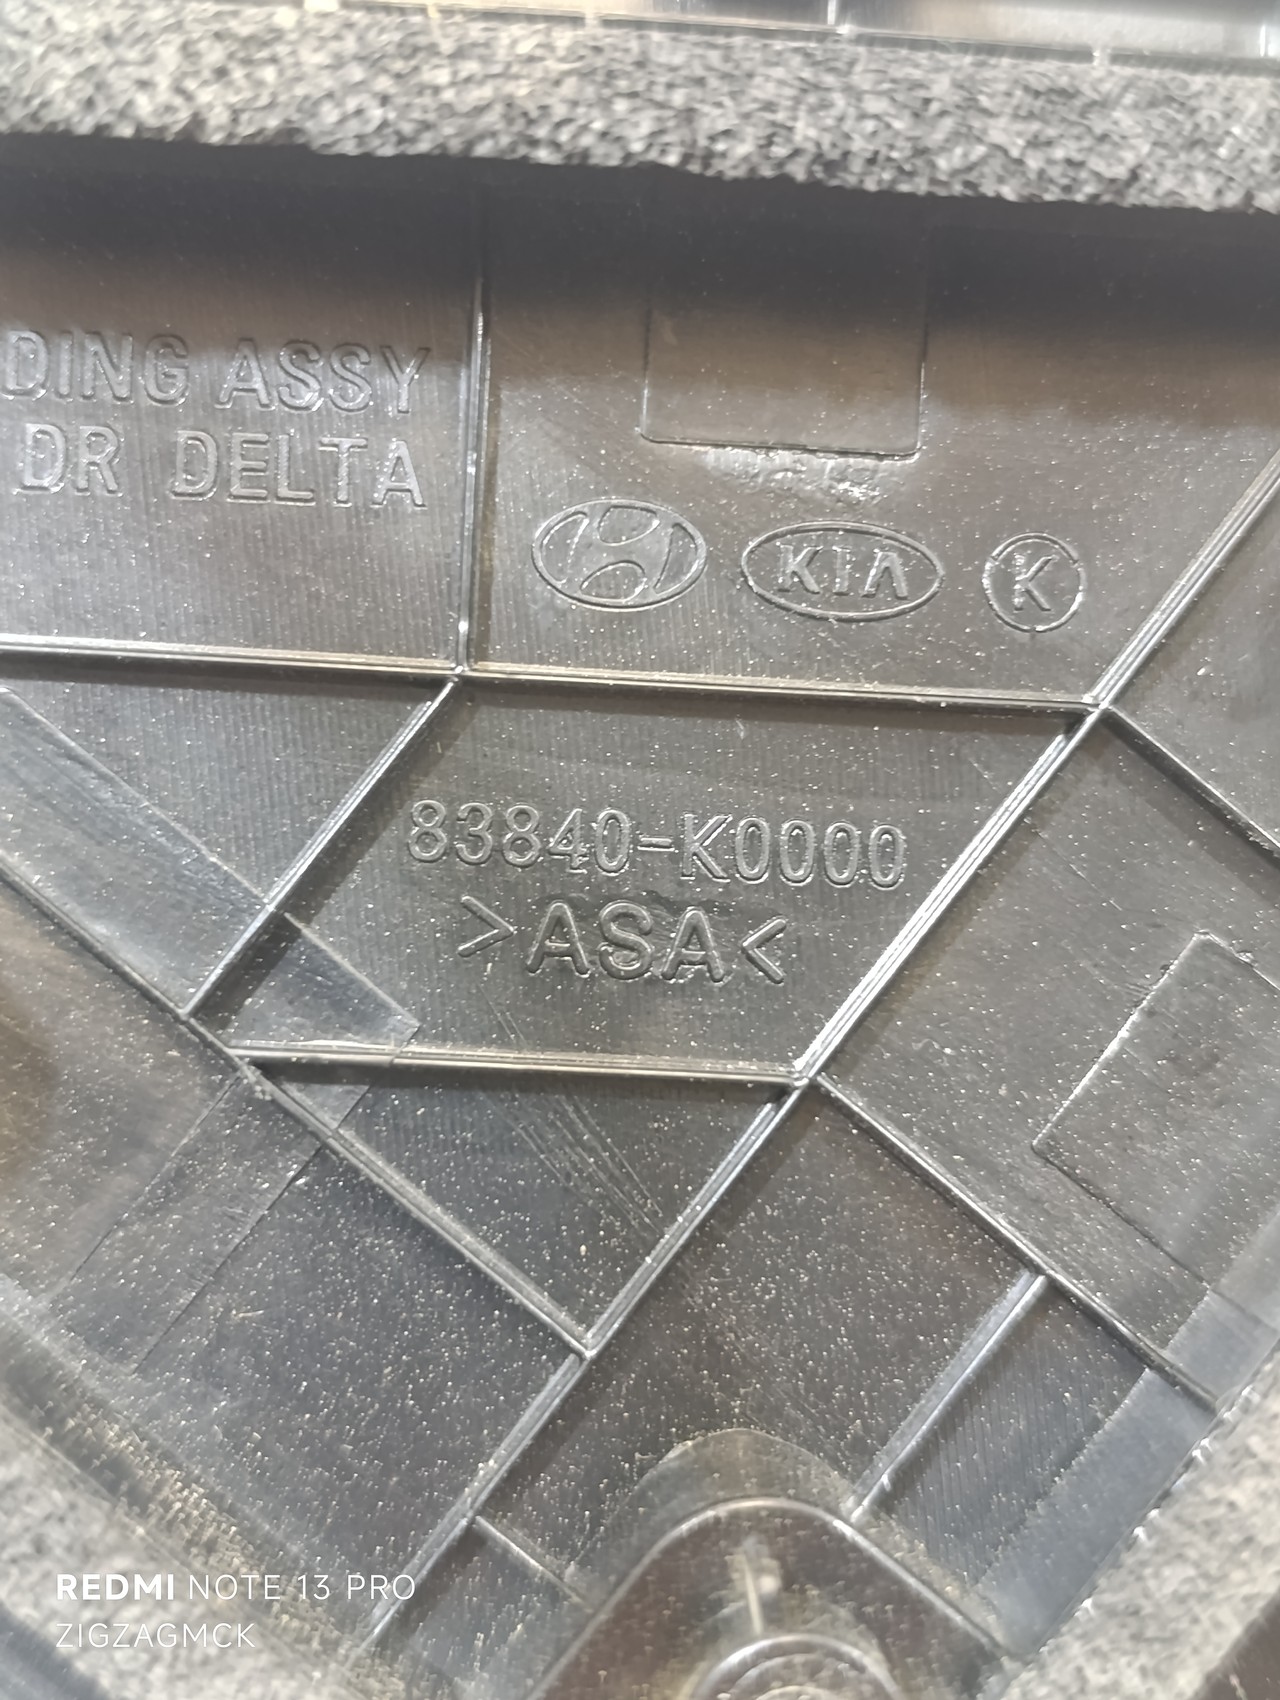 DING ASSY
DR DELTA
KIA K
83840-K0000
>ASA<
REDMI NOTE 13 PRO
ZIGZAGMCK